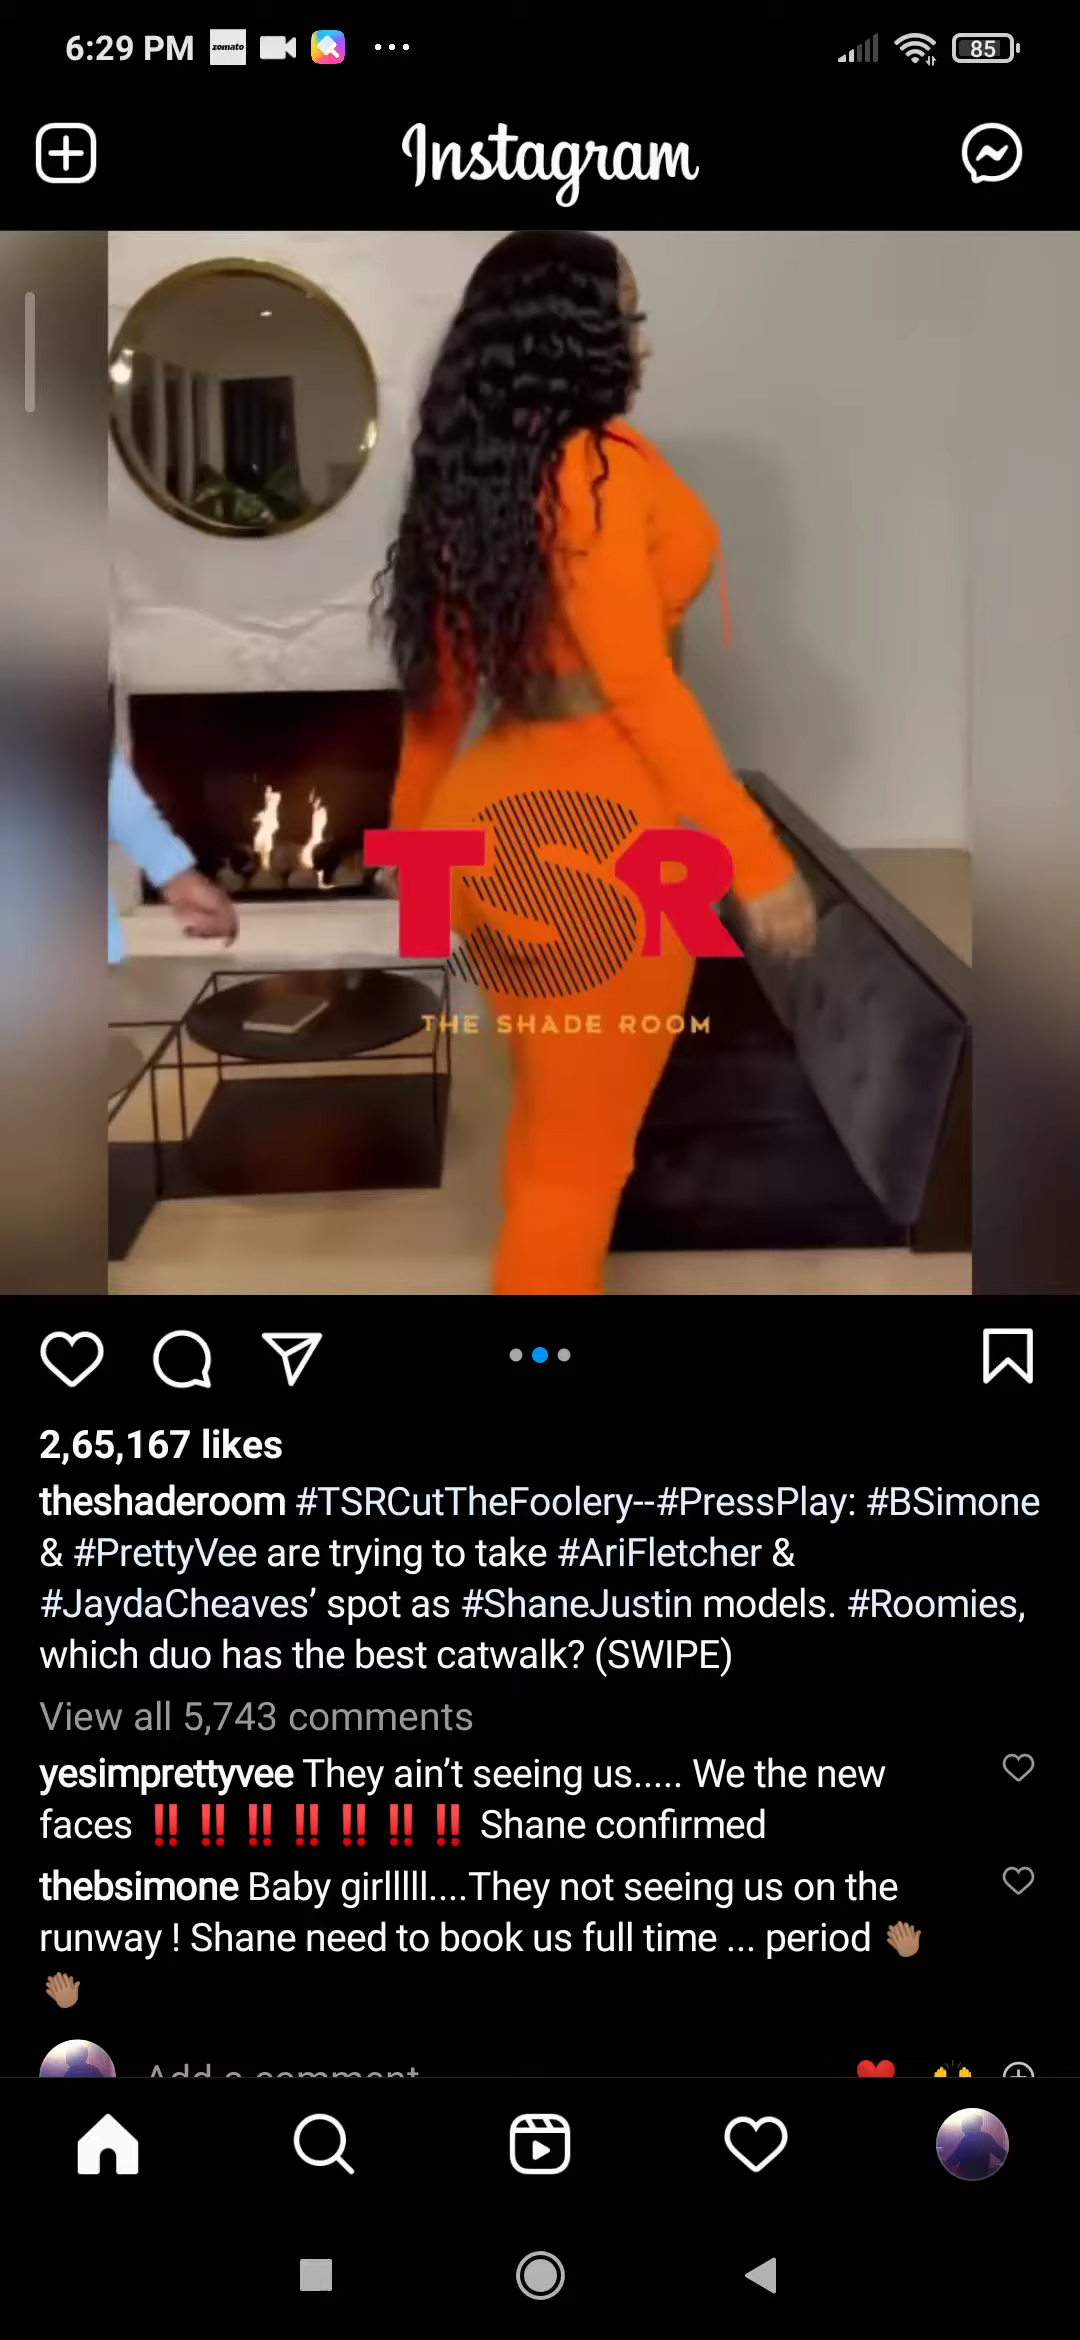 6:29 PM zomato 85
Instagram
TSR
THE SHADE ROOM
2,65,167 likes
theshaderoom #TSRCutTheFoolery--#PressPlay: #BSimone
& #PrettyVee are trying to take #AriFletcher &
#JaydaCheaves’ spot as #ShaneJustin models. #Roomies,
which duo has the best catwalk? (SWIPE)
View all 5,743 comments
yesimprettyvee They ain’t seeing us..... We the new
faces ‼️ ‼️ ‼️ ‼️ ‼️ ‼️ ‼️ Shane confirmed
thebsimone Baby girlllll....They not seeing us on the
runway ! Shane need to book us full time ... period 👏🏽
👏🏽
Add a comment